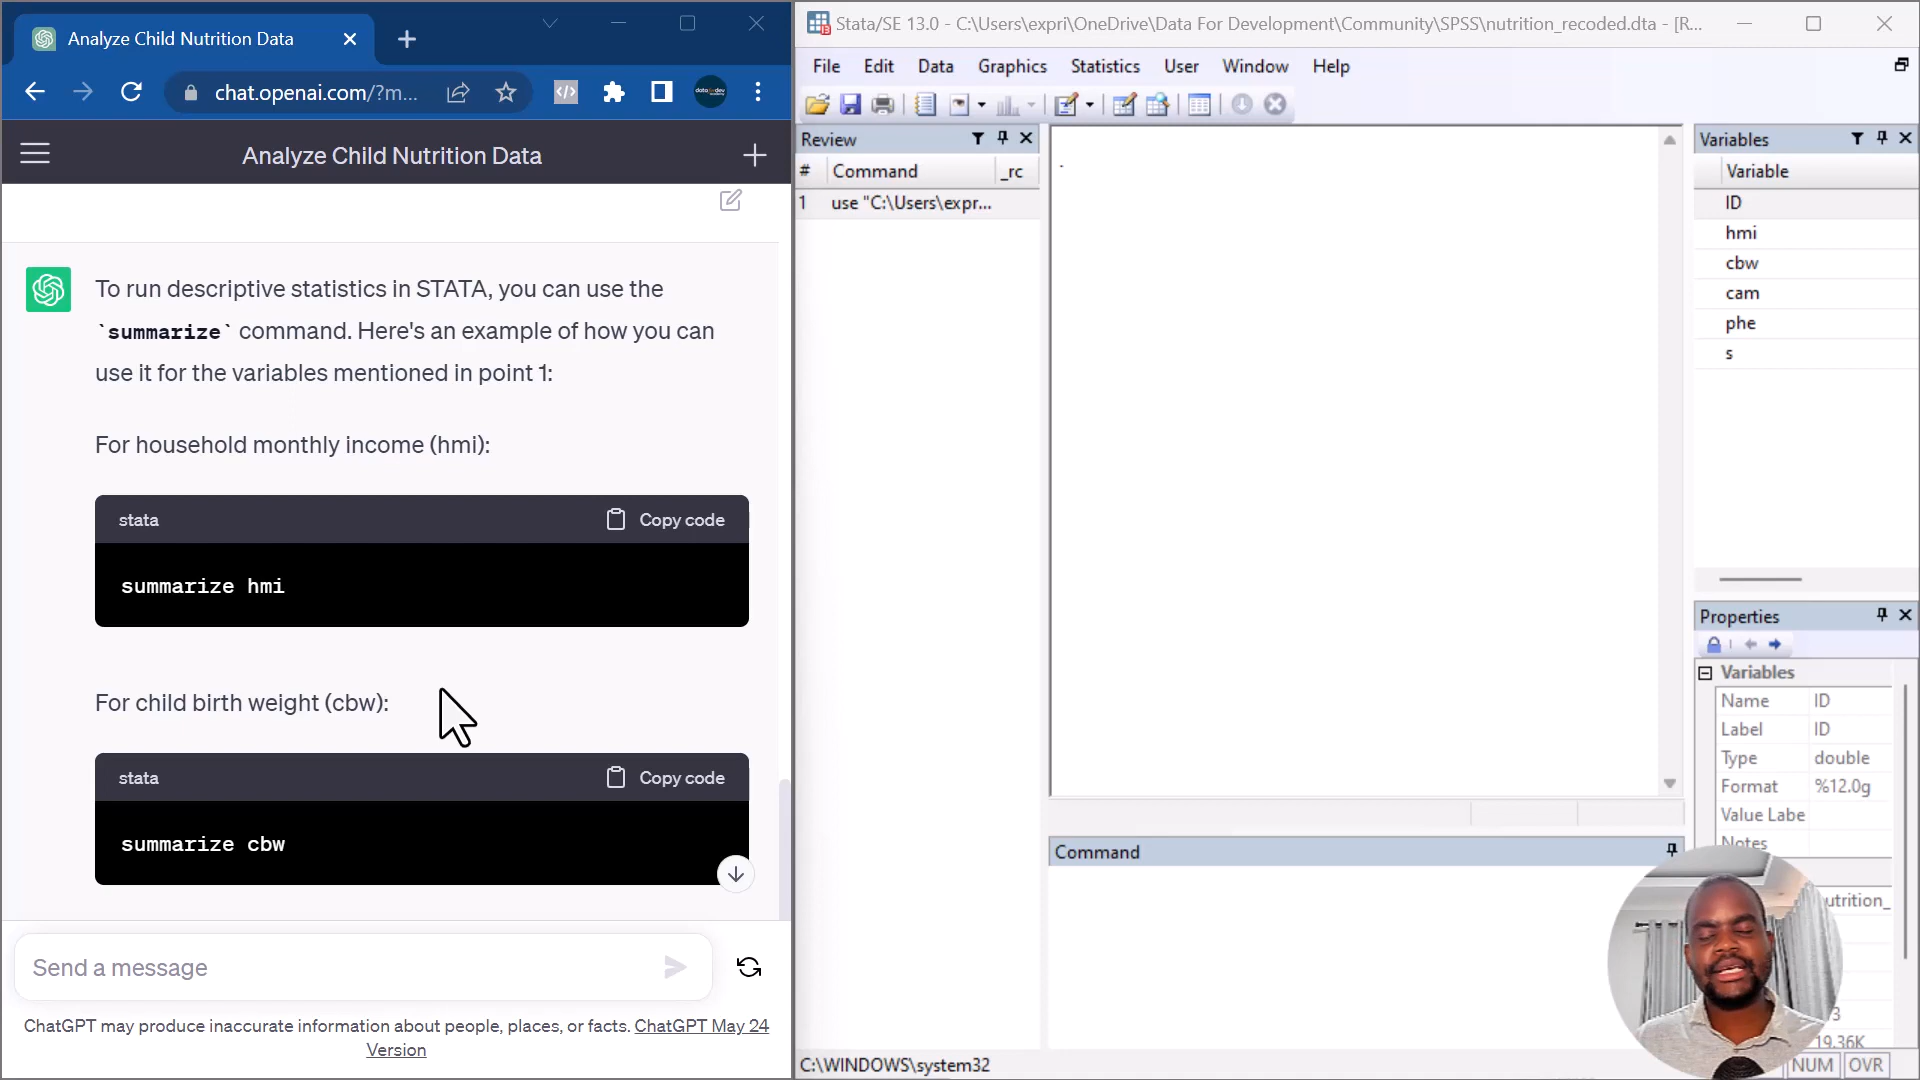 Analyze Child Nutrition Data
chat.openai.com/?m...
Analyze Child Nutrition Data
To run descriptive statistics in STATA, you can use the
`summarize` command. Here's an example of how you can
use it for the variables mentioned in point 1:
For household monthly income (hmi):
stata
Copy code
summarize hmi
For child birth weight (cbw):
stata
Copy code
summarize cbw
Send a message
ChatGPT may produce inaccurate information about people, places, or facts. ChatGPT May 24
Version
Stata/SE 13.0 - C:\Users\expri\OneDrive\Data For Development\Community\SPSS\nutrition_recoded.dta - [R...
File Edit Data Graphics Statistics User Window Help
Review
# Command _rc
1 use "C:\Users\expr...
.
Command
C:\WINDOWS\system32
Variables
Variable
ID
hmi
cbw
cam
phe
s
Properties
Variables
Name ID
Label ID
Type double
Format %12.0g
Value Labe
Notes
utrition_
3
19.36K
NUM OVR